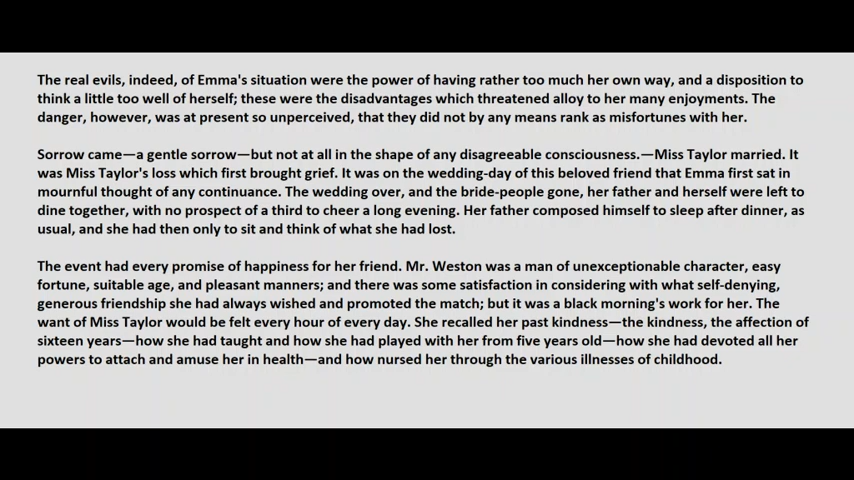 The real evils, indeed, of Emma's situation were the power of having rather too much her own way, and a disposition to
think a little too well of herself; these were the disadvantages which threatened alloy to her many enjoyments. The
danger, however, was at present so unperceived, that they did not by any means rank as misfortunes with her.
Sorrow came—a gentle sorrow—but not at all in the shape of any disagreeable consciousness.—Miss Taylor married. It
was Miss Taylor's loss which first brought grief. It was on the wedding-day of this beloved friend that Emma first sat in
mournful thought of any continuance. The wedding over, and the bride-people gone, her father and herself were left to
dine together, with no prospect of a third to cheer a long evening. Her father composed himself to sleep after dinner, as
usual, and she had then only to sit and think of what she had lost.
The event had every promise of happiness for her friend. Mr. Weston was a man of unexceptionable character, easy
fortune, suitable age, and pleasant manners; and there was some satisfaction in considering with what self-denying,
generous friendship she had always wished and promoted the match; but it was a black morning's work for her. The
want of Miss Taylor would be felt every hour of every day. She recalled her past kindness—the kindness, the affection of
sixteen years—how she had taught and how she had played with her from five years old—how she had devoted all her
powers to attach and amuse her in health—and how nursed her through the various illnesses of childhood.